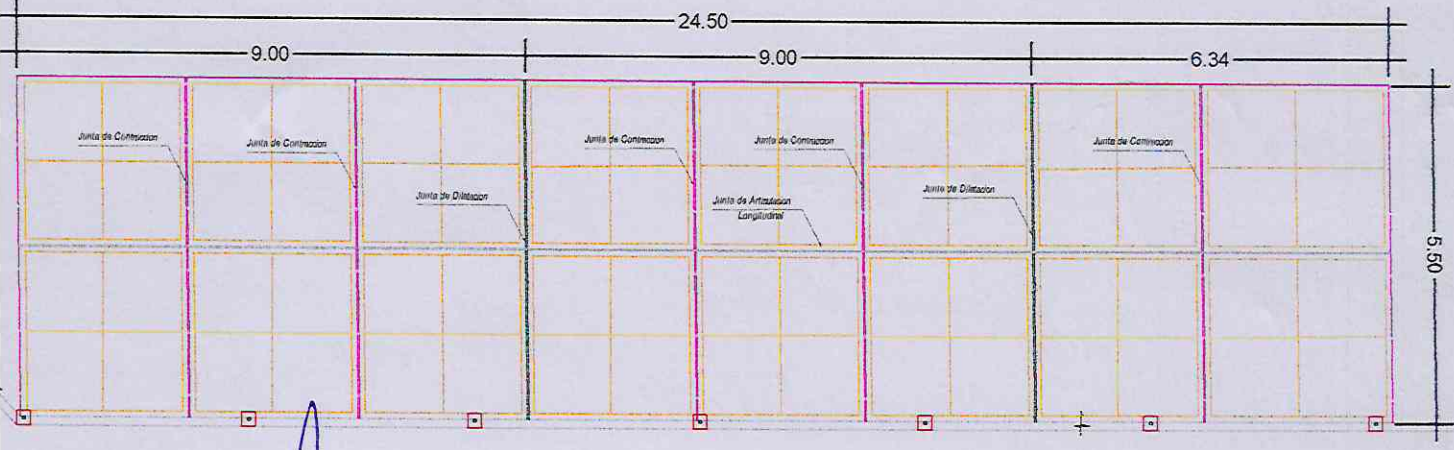 24.50
9.00
9.00
6.34
Junta de Contraccion
Junta de Contraccion
Junta de Contraccion
Junta de Contraccion
Junta de Contraccion
Junta de Dilatacion
Junta de Articulacion
Longitudinal
Junta de Dilatacion
5.50